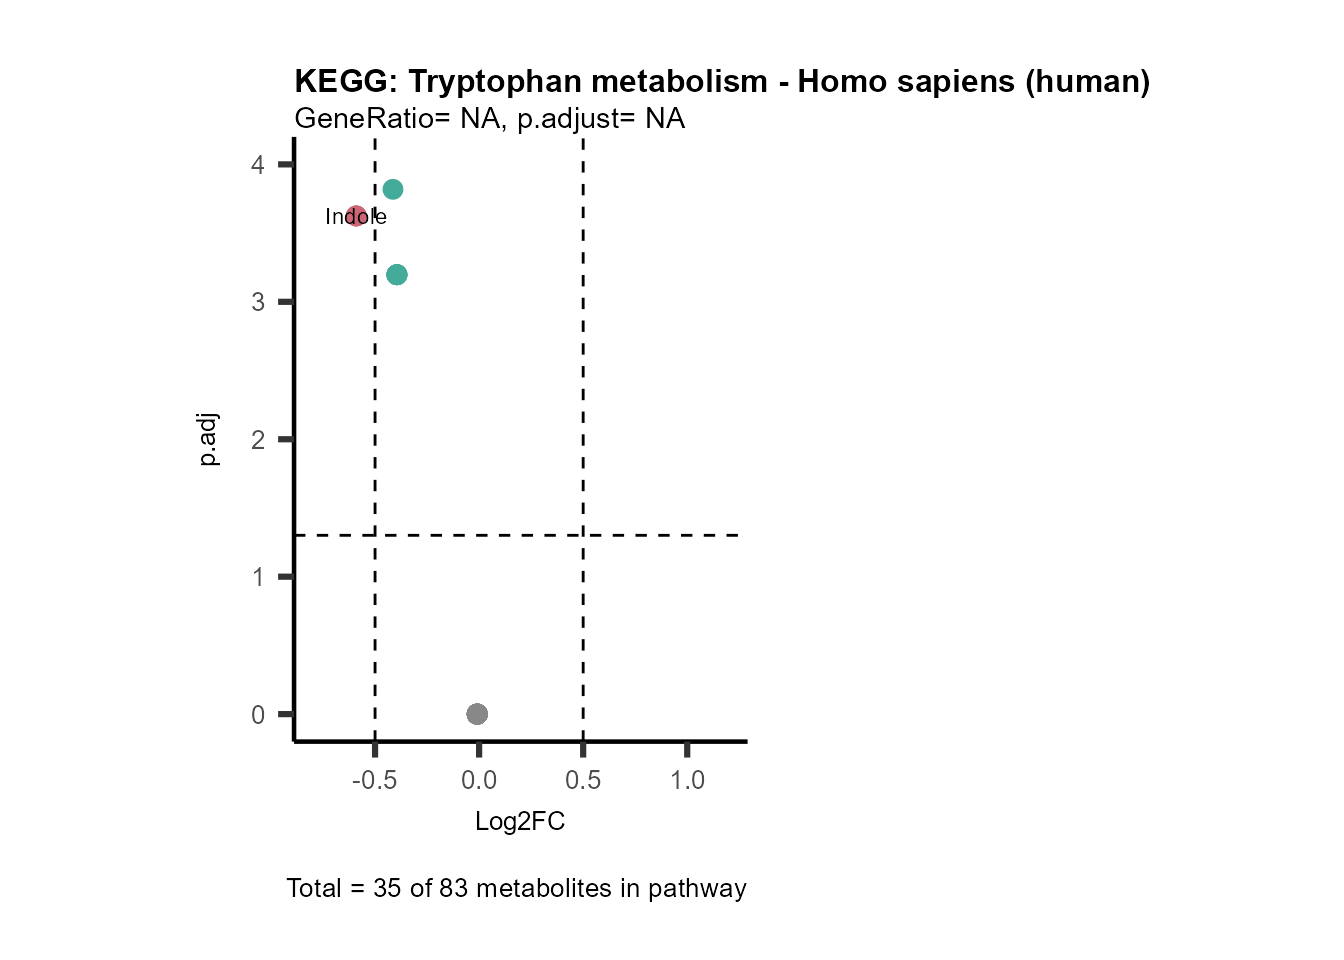 KEGG: Tryptophan metabolism - Homo sapiens (human)
GeneRatio= NA, p.adjust= NA
4
Indole
3
2
p.adj
1
0
-0.5 0.0 0.5 1.0
Log2FC
Total = 35 of 83 metabolites in pathway